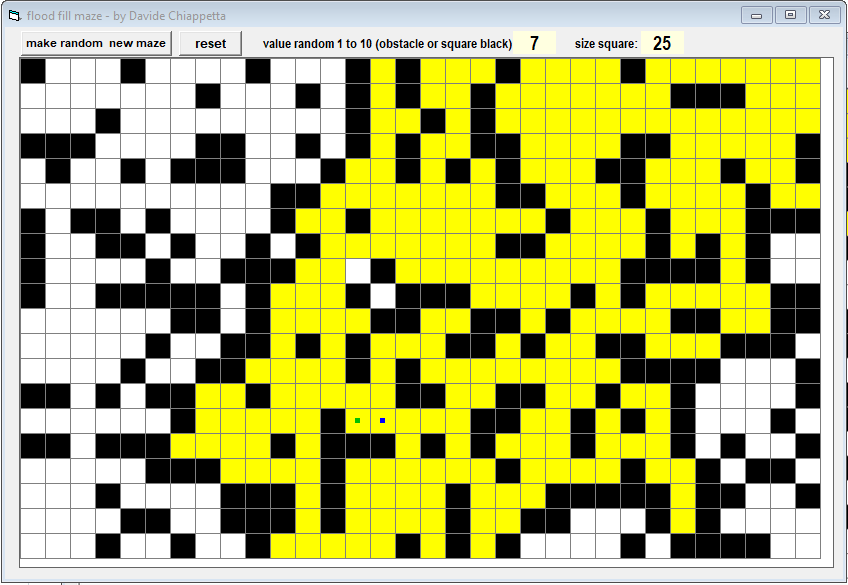 flood fill maze - by Davide Chiappetta
make random  new maze reset value random 1 to 10 (obstacle or square black) 7 size square: 25